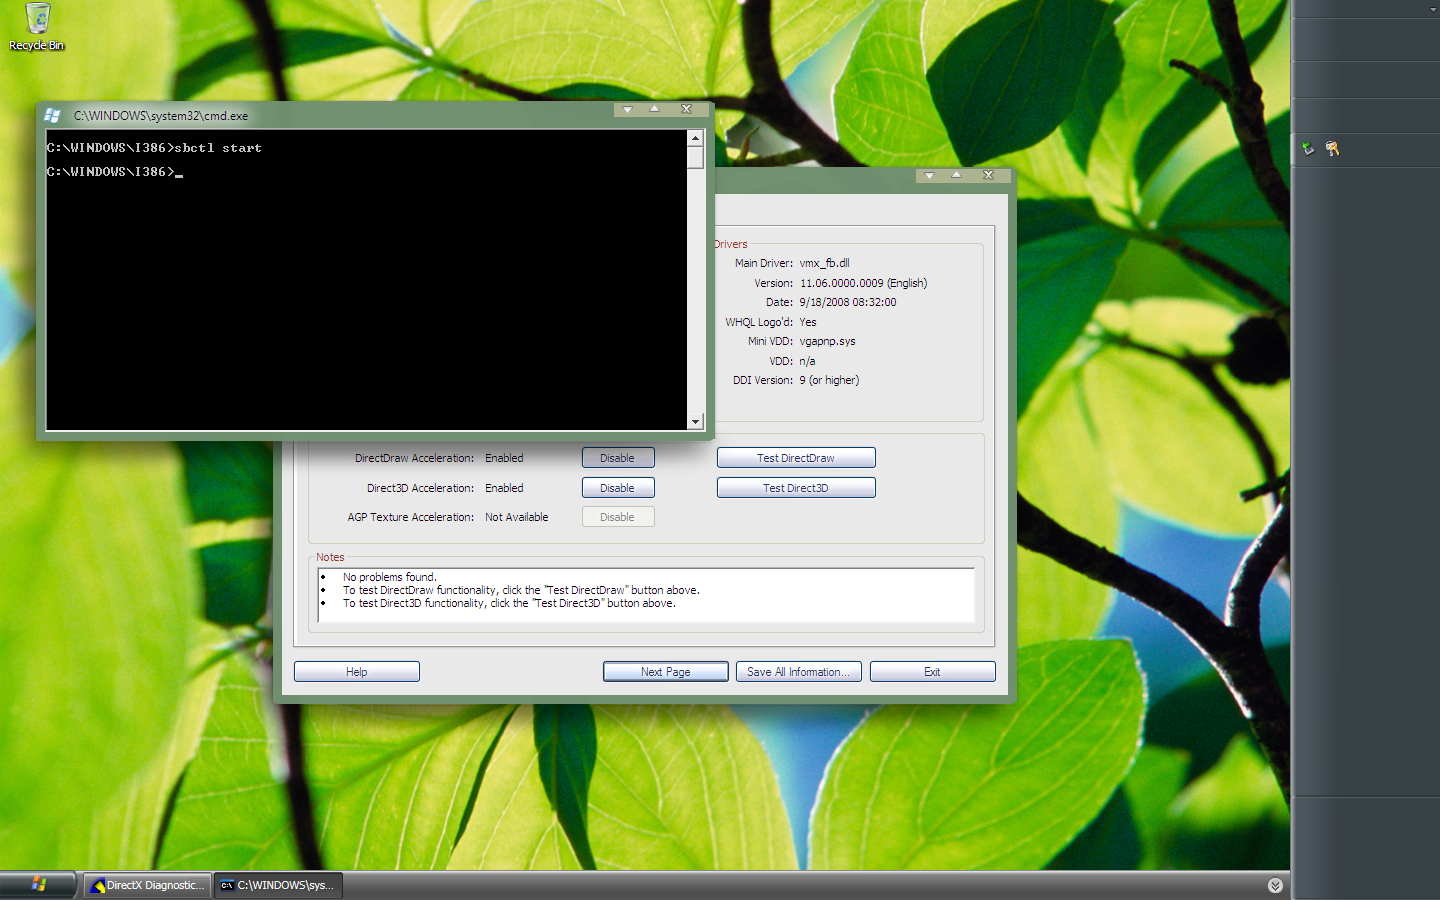 Recycle Bin
C:\WINDOWS\system32\cmd.exe
C:\WINDOWS\I386>sbctl start
C:\WINDOWS\I386>_
Drivers
Main Driver: vmx_fb.dll
Version: 11.06.0000.0009 (English)
Date: 9/18/2008 08:32:00
WHQL Logo'd: Yes
Mini VDD: vgapnp.sys
VDD: n/a
DDI Version: 9 (or higher)
DirectDraw Acceleration: Enabled Disable Test DirectDraw
Direct3D Acceleration: Enabled Disable Test Direct3D
AGP Texture Acceleration: Not Available Disable
Notes
No problems found.
To test DirectDraw functionality, click the "Test DirectDraw" button above.
To test Direct3D functionality, click the "Test Direct3D" button above.
Help Next Page Save All Information... Exit
DirectX Diagnostic... C:\WINDOWS\sys...